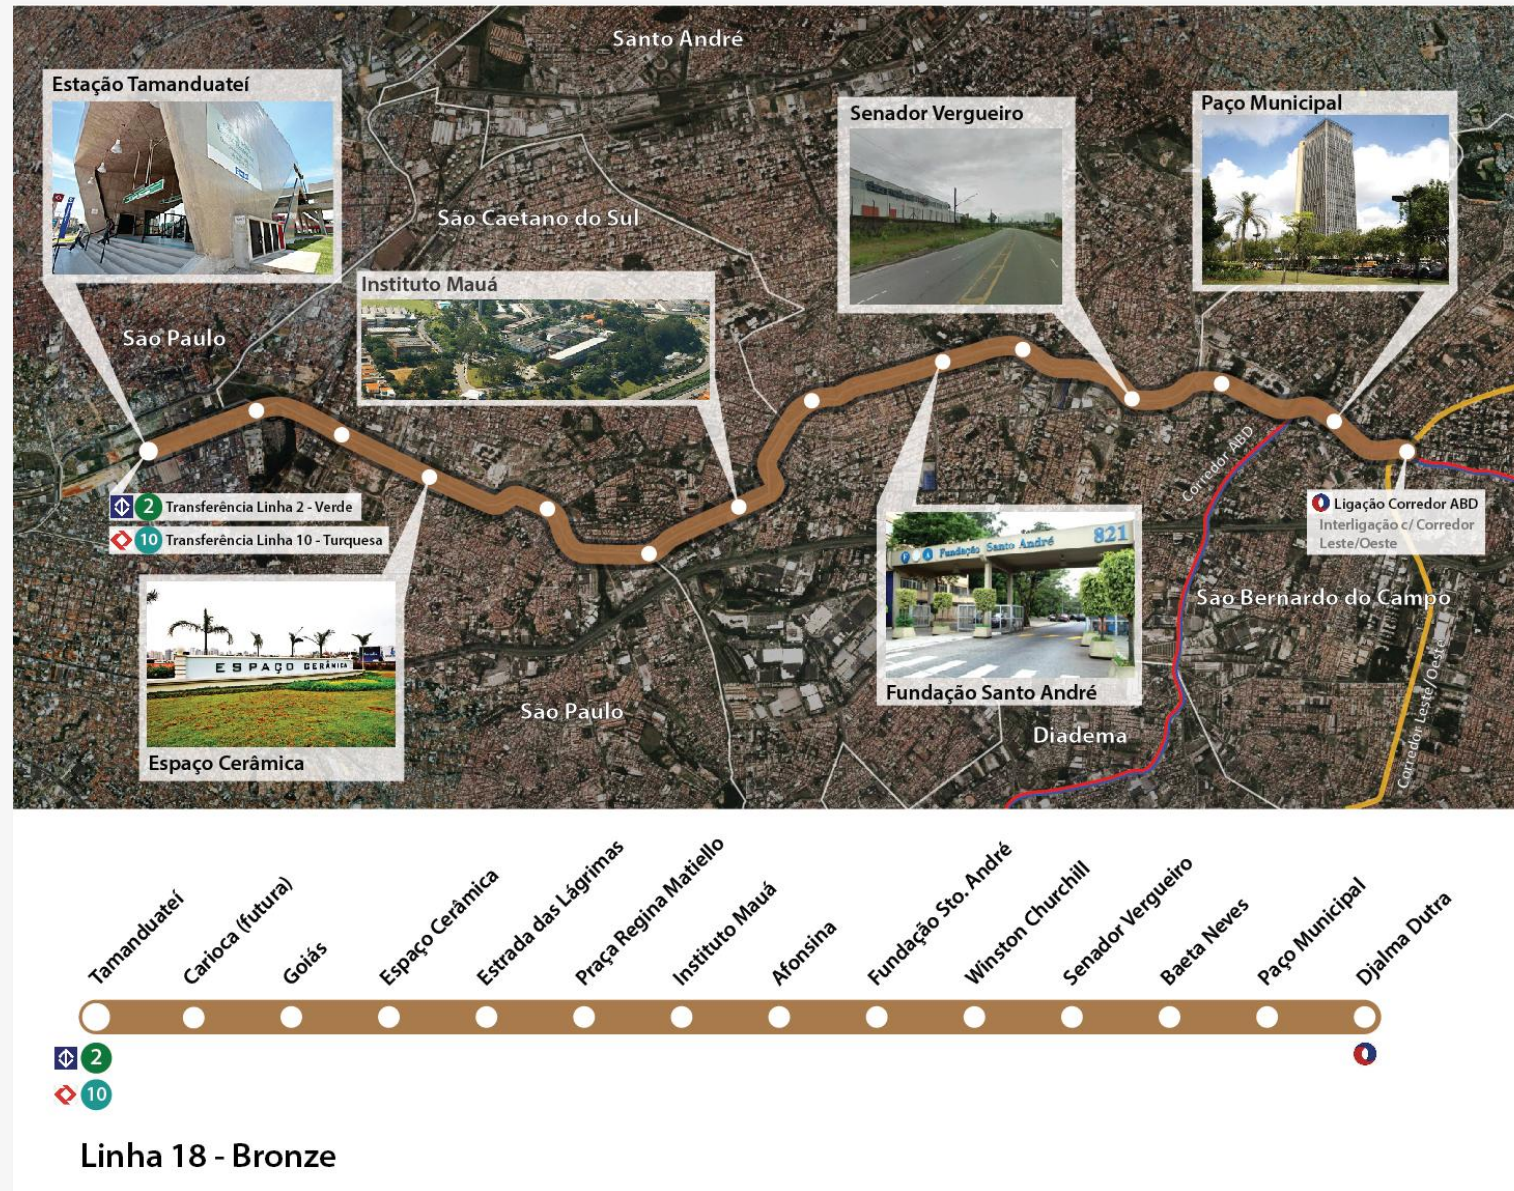 Santo André
Estação Tamanduateí
Senador Vergueiro
Paço Municipal
São Caetano do Sul
Instituto Mauá
São Paulo
Corredor ABD
2 Transferência Linha 2 - Verde
10 Transferência Linha 10 - Turquesa
Ligação Corredor ABD
Interligação c/ Corredor
Leste/Oeste
Fundação Santo André 821
ESPAÇO CERÂMICA
São Bernardo do Campo
Fundação Santo André
São Paulo
Diadema
Corredor Leste/Oeste
Espaço Cerâmica
Tamanduateí
Carioca (futura)
Goiás
Espaço Cerâmica
Estrada das Lágrimas
Praça Regina Matiello
Instituto Mauá
Afonsina
Fundação Sto. André
Winston Churchill
Senador Vergueiro
Baeta Neves
Paço Municipal
Djalma Dutra
2
10
Linha 18 - Bronze